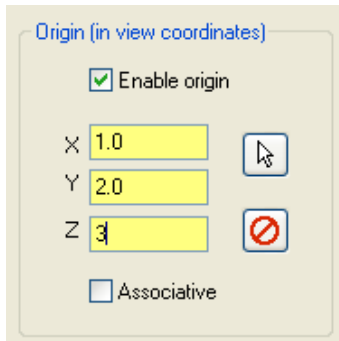 Origin (in view coordinates)
Enable origin
X 1.0
Y 2.0
Z 3
Associative